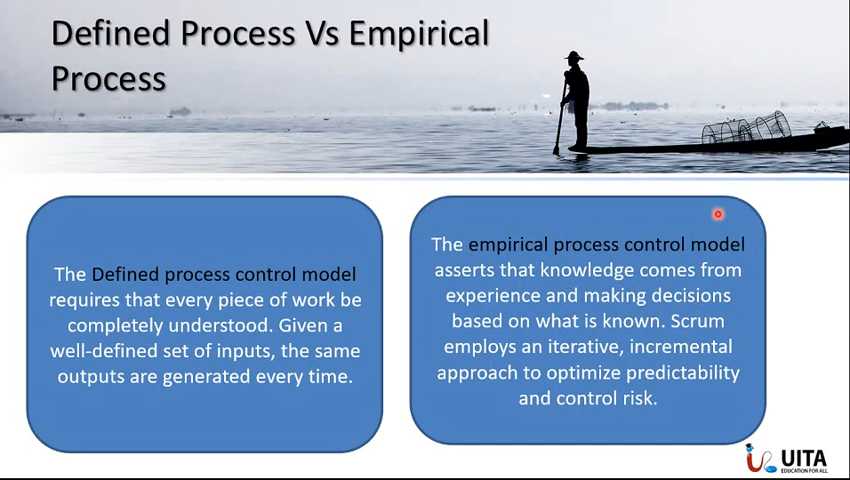 Defined Process Vs Empirical
Process
The Defined process control model
requires that every piece of work be
completely understood. Given a
well-defined set of inputs, the same
outputs are generated every time.
The empirical process control model
asserts that knowledge comes from
experience and making decisions
based on what is known. Scrum
employs an iterative, incremental
approach to optimize predictability
and control risk.
UITA
EDUCATION FOR ALL